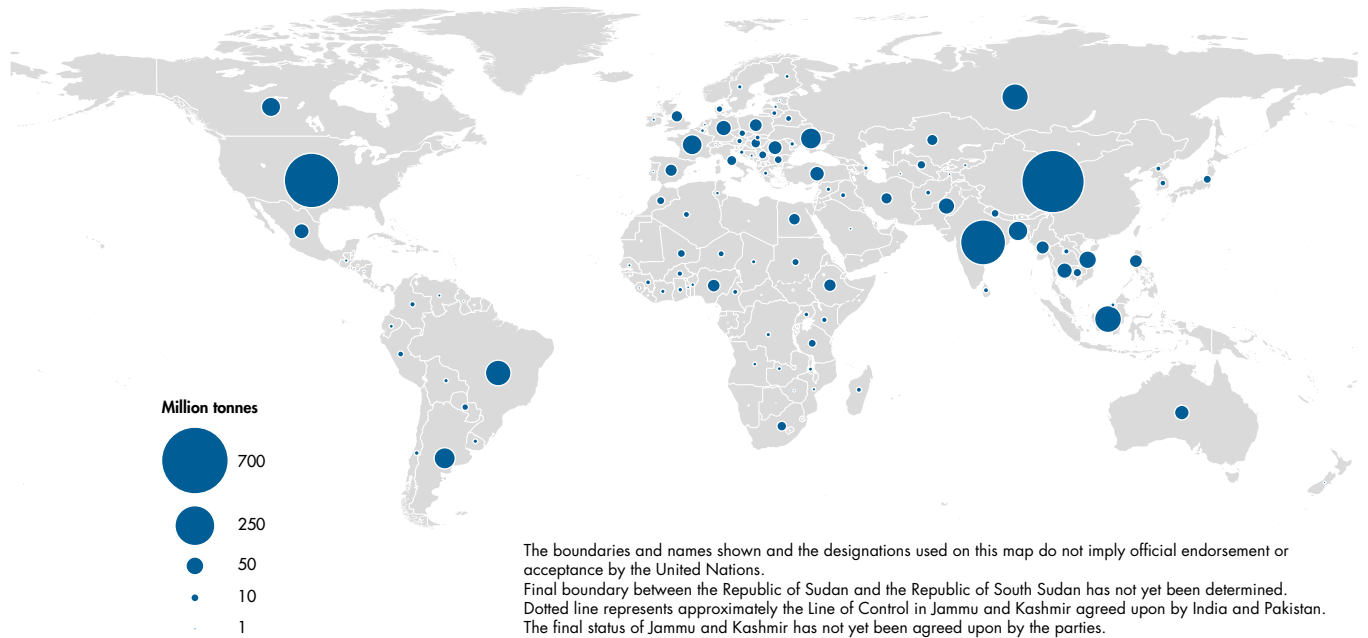 Million tonnes
700
250
50
10
1
The boundaries and names shown and the designations used on this map do not imply official endorsement or
acceptance by the United Nations.
Final boundary between the Republic of Sudan and the Republic of South Sudan has not yet been determined.
Dotted line represents approximately the Line of Control in Jammu and Kashmir agreed upon by India and Pakistan.
The final status of Jammu and Kashmir has not yet been agreed upon by the parties.